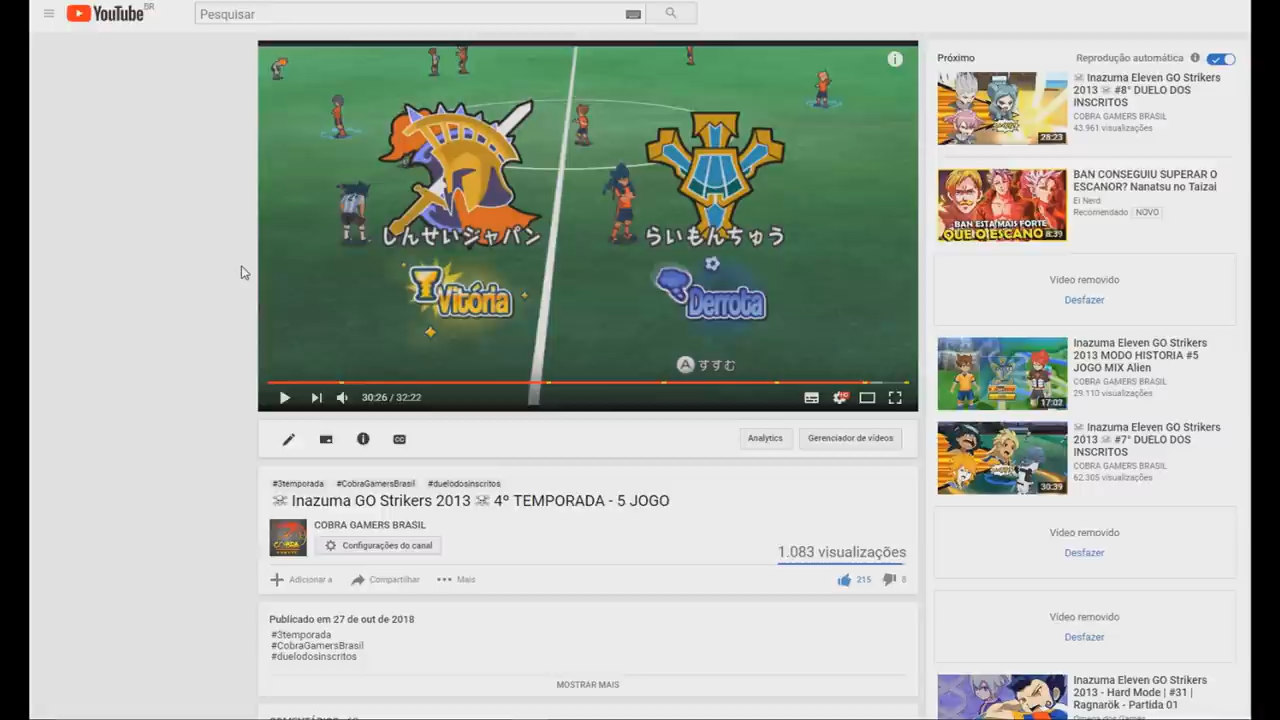 YouTube BR
Pesquisar
しんせいジャパン
らいもんちゅう
Vitória
Derrota
A すすむ
30:26 / 32:22
HD
CC
Analytics
Gerenciador de vídeos
#3temporada #CobraGamersBrasil #duelodosinscritos
Inazuma GO Strikers 2013 ☠ 4º TEMPORADA - 5 JOGO
COBRA GAMERS BRASIL
Configurações do canal
1.083 visualizações
Adicionar a
Compartilhar
Mais
215
8
Publicado em 27 de out de 2018
#3temporada
#CobraGamersBrasil
#duelodosinscritos
MOSTRAR MAIS
Próximo
Reprodução automática
Inazuma Eleven GO Strikers
2013 ☠ #8° DUELO DOS
INSCRITOS
COBRA GAMERS BRASIL
43.961 visualizações
28:23
BAN CONSEGUIU SUPERAR O
ESCANOR? Nanatsu no Taizai
Ei Nerd
Recomendado NOVO
BAN ESTÁ MAIS FORTE
QUE O ESCANO
8:39
Vídeo removido
Desfazer
Inazuma Eleven GO Strikers
2013 MODO HISTORIA #5
JOGO MIX Alien
COBRA GAMERS BRASIL
29.110 visualizações
17:02
Inazuma Eleven GO Strikers
2013 ☠ #7° DUELO DOS
INSCRITOS
COBRA GAMERS BRASIL
62.305 visualizações
30:39
Vídeo removido
Desfazer
Vídeo removido
Desfazer
Inazuma Eleven GO Strikers
2013 - Hard Mode | #31 |
Ragnarök - Partida 01